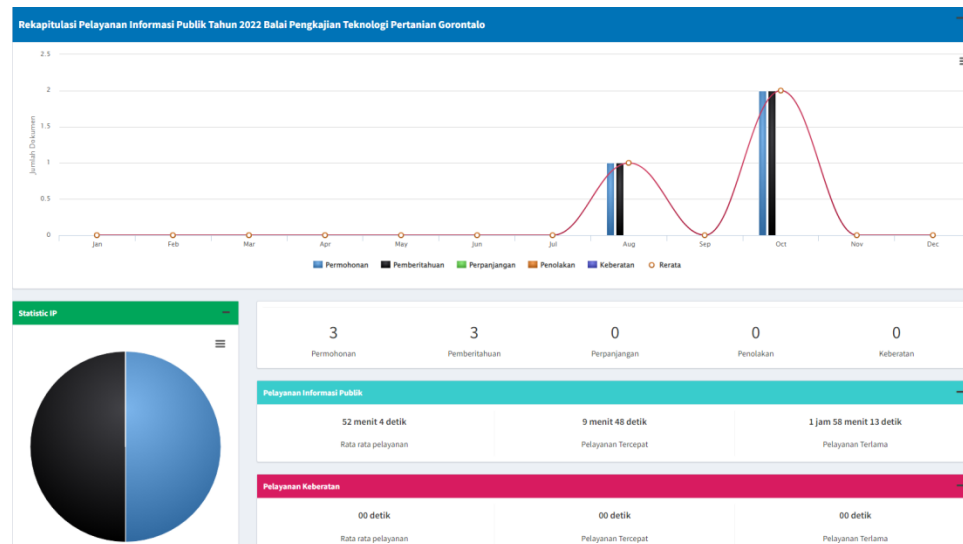 Rekapitulasi Pelayanan Informasi Publik Tahun 2022 Balai Pengkajian Teknologi Pertanian Gorontalo
2.5
2
1.5
1
0.5
0
Jumlah Dokumen
Jan Feb Mar Apr May Jun Jul Aug Sep Oct Nov Dec
Permohonan Pemberitahuan Perpanjangan Penolakan Keberatan Rerata
Statistic IP
3 3 0 0 0
Permohonan Pemberitahuan Perpanjangan Penolakan Keberatan
Pelayanan Informasi Publik
52 menit 4 detik 9 menit 48 detik 1 jam 58 menit 13 detik
Rata rata pelayanan Pelayanan Tercepat Pelayanan Terlama
Pelayanan Keberatan
00 detik 00 detik 00 detik
Rata rata pelayanan Pelayanan Tercepat Pelayanan Terlama